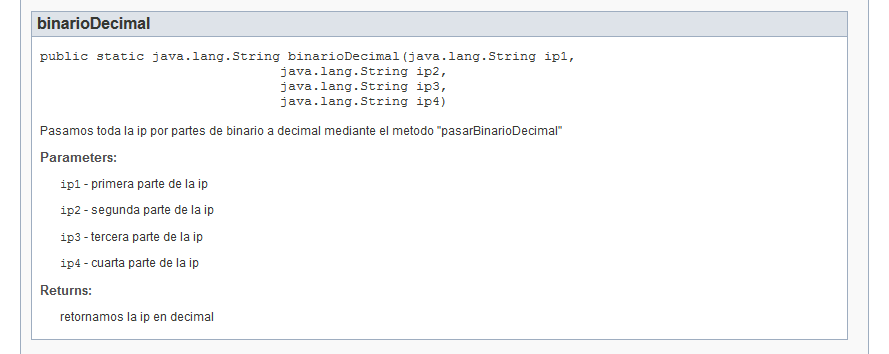 binarioDecimal
public static java.lang.String binarioDecimal(java.lang.String ip1,
java.lang.String ip2,
java.lang.String ip3,
java.lang.String ip4)
Pasamos toda la ip por partes de binario a decimal mediante el metodo "pasarBinarioDecimal"
Parameters:
ip1 - primera parte de la ip
ip2 - segunda parte de la ip
ip3 - tercera parte de la ip
ip4 - cuarta parte de la ip
Returns:
retornamos la ip en decimal